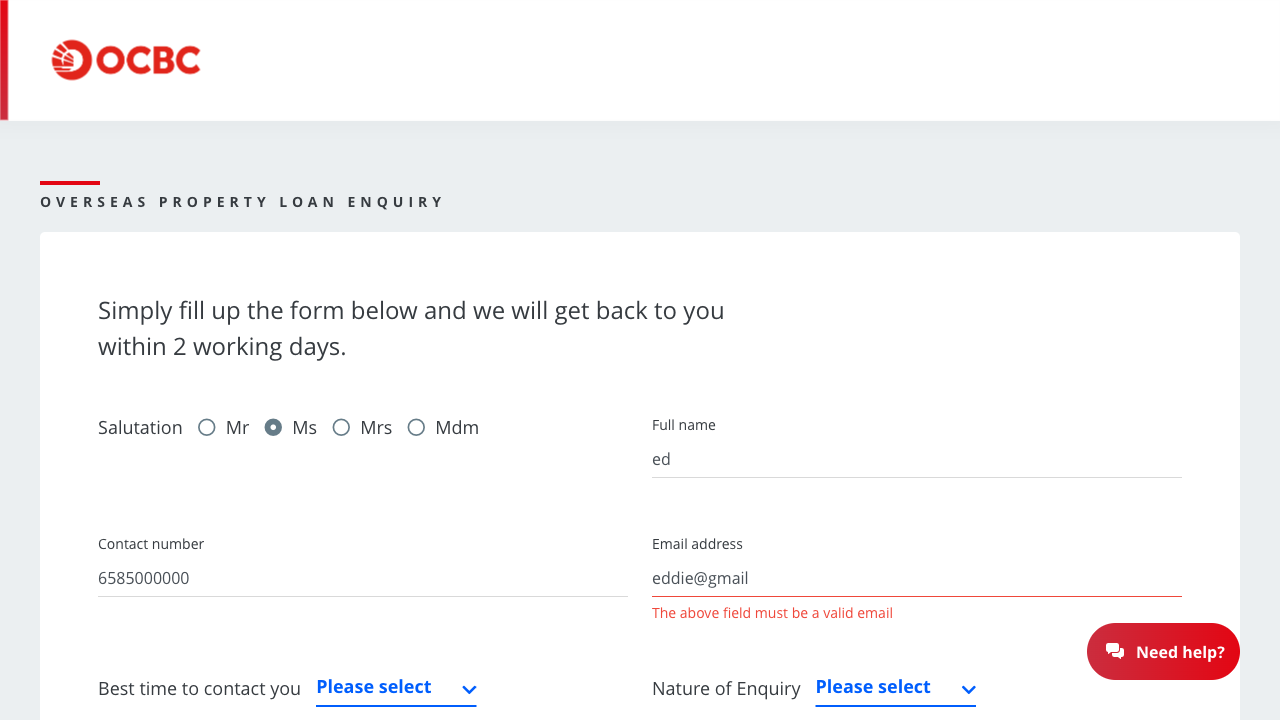 OCBC
OVERSEAS PROPERTY LOAN ENQUIRY
Simply fill up the form below and we will get back to you
within 2 working days.
Salutation Mr Ms Mrs Mdm
Full name
ed
Contact number
6585000000
Email address
eddie@gmail
The above field must be a valid email
Need help?
Best time to contact you Please select
Nature of Enquiry Please select